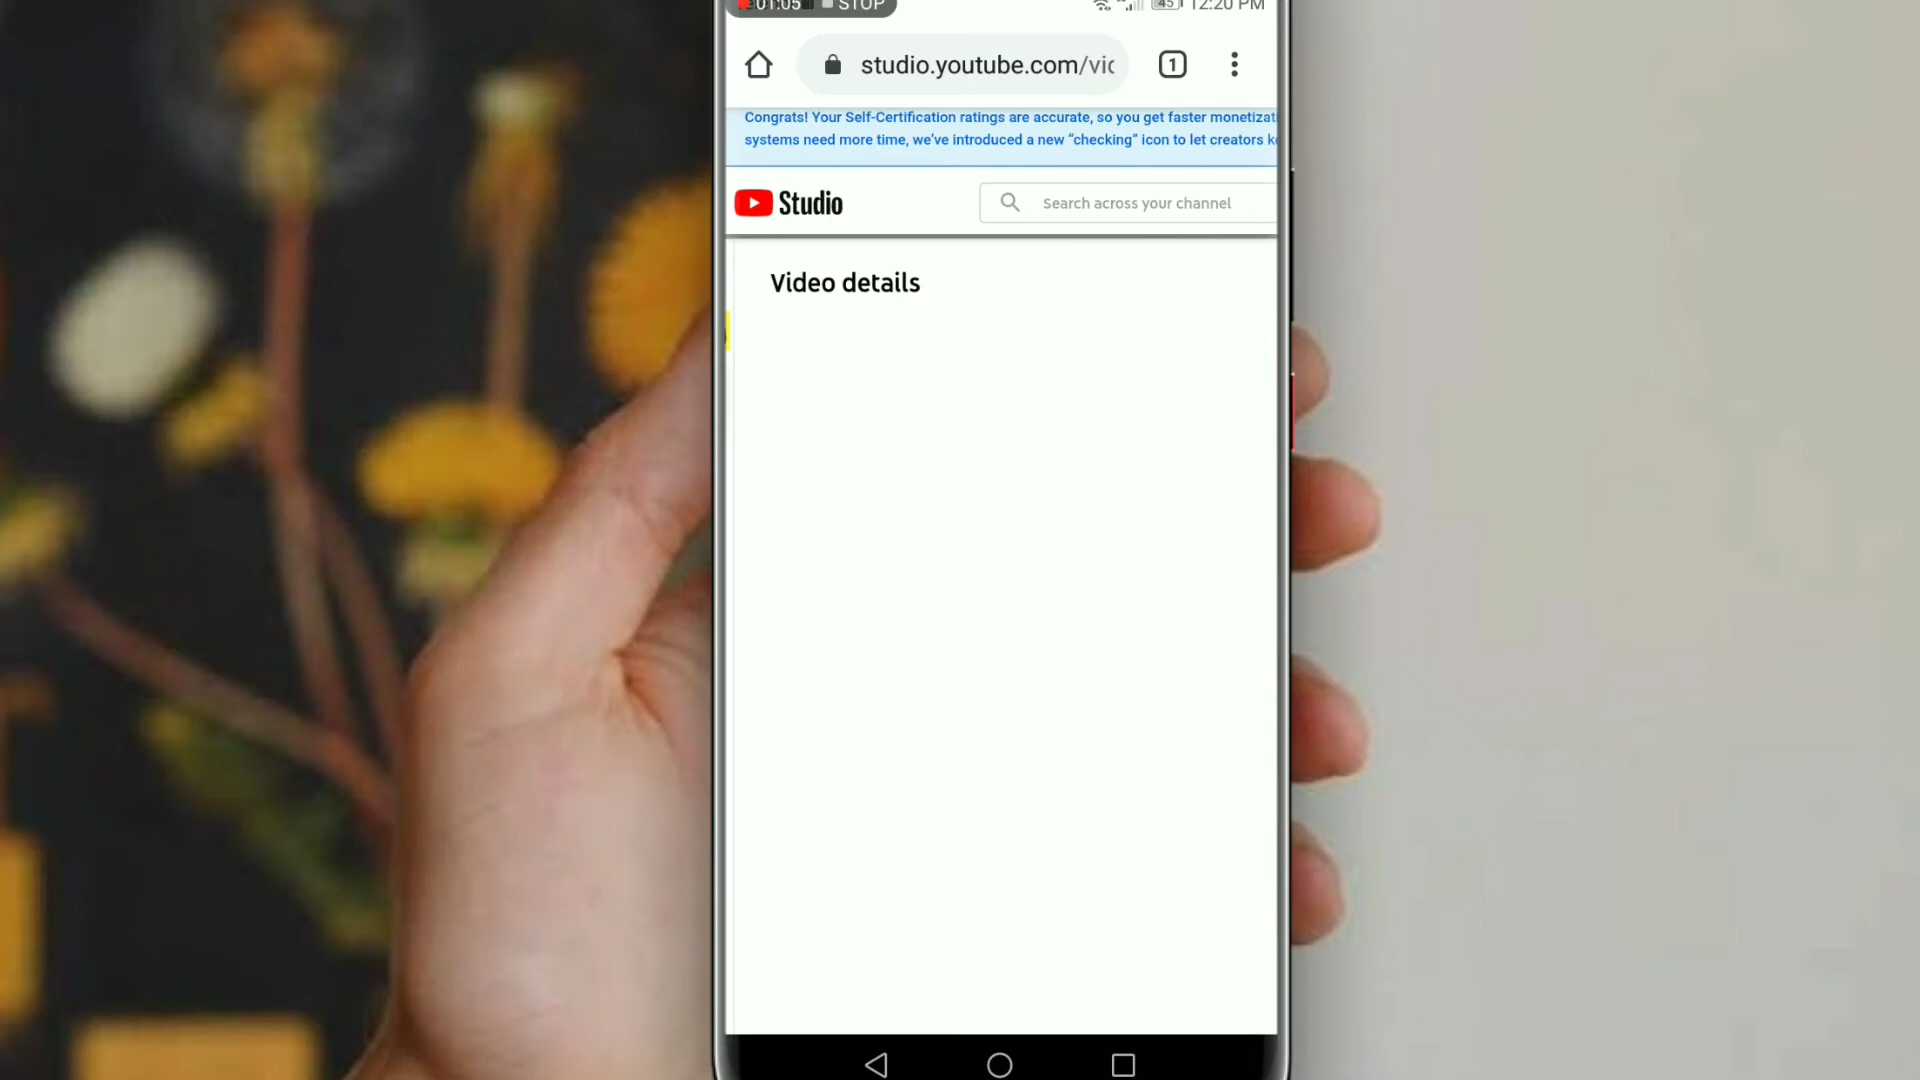 01:05 STOP 45 12:20 PM
studio.youtube.com/vic 1
Congrats! Your Self-Certification ratings are accurate, so you get faster monetizat
systems need more time, we've introduced a new "checking" icon to let creators k
Studio
Search across your channel
Video details